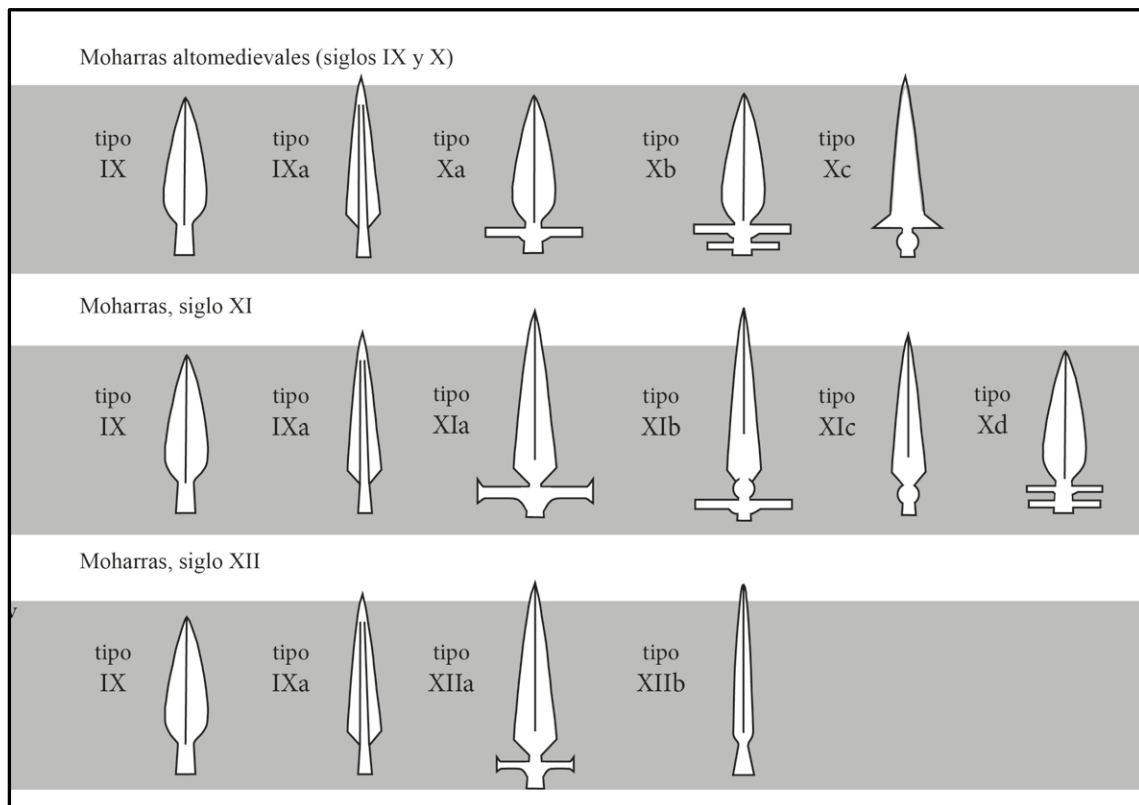 Moharras altomedievales (siglos IX y X)
tipo
IX
tipo
IXa
tipo
Xa
tipo
Xb
tipo
Xc
Moharras, siglo XI
tipo
IX
tipo
IXa
tipo
XIa
tipo
XIb
tipo
XIc
tipo
Xd
Moharras, siglo XII
y
tipo
IX
tipo
IXa
tipo
XIIa
tipo
XIIb